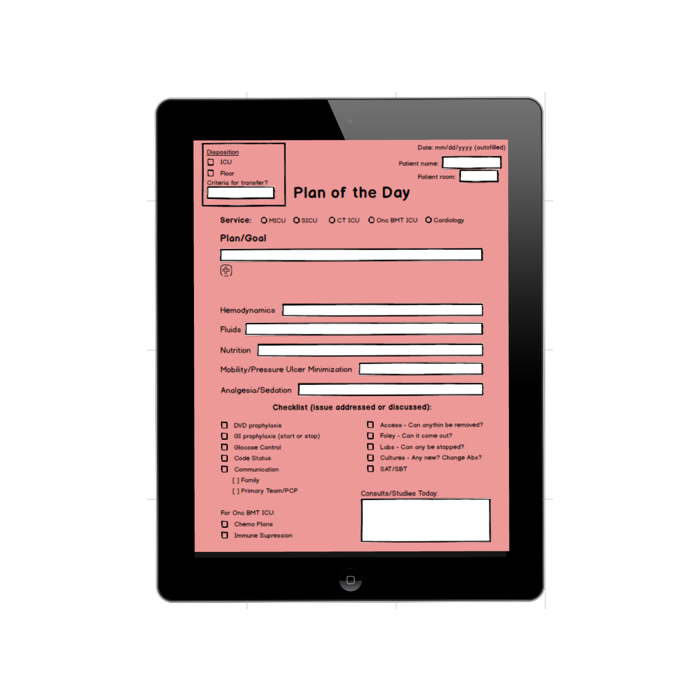 Date: mm/dd/yyyy (autofilled)
Disposition
ICU
Floor
Criteria for transfer?
Patient name:
Patient room:
Plan of the Day
Service: MICU SICU CT ICU Onc BMT ICU Cardiology
Plan/Goal
Hemodynamics
Fluids
Nutrition
Mobility/Pressure Ulcer Minimization
Analgesia/Sedation
Checklist (issue addressed or discussed):
DVD prophylaxis
GI prophylaxis (start or stop)
Glucose Control
Code Status
Communication
[ ] Family
[ ] Primary Team/PCP
Access - Can anythin be removed?
Foley - Can it come out?
Labs - Can any be stopped?
Cultures - Any new? Change Abx?
SAT/SBT
For Onc BMT ICU:
Chemo Plans
Immune Supression
Consults/Studies Today: